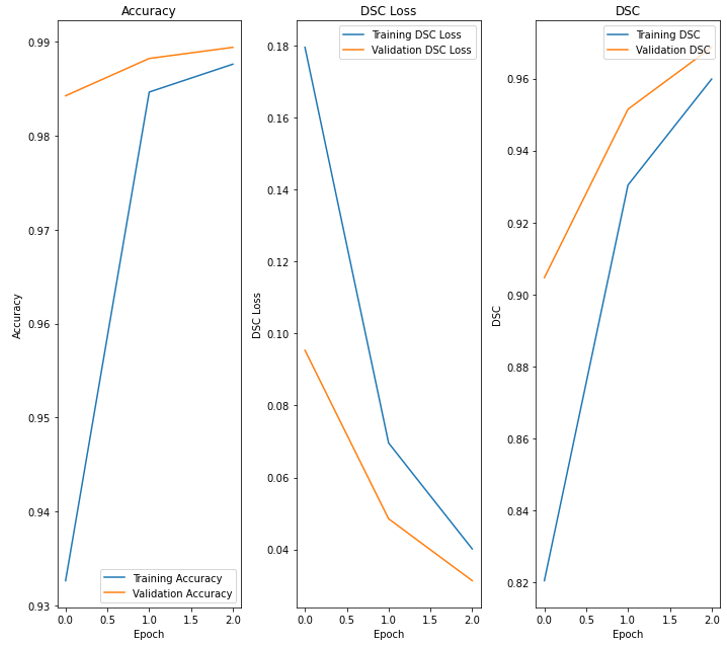 Accuracy
0.99
0.98
0.97
0.96
0.95
0.94
0.93
Accuracy
Training Accuracy
Validation Accuracy
0.0 0.5 1.0 1.5 2.0
Epoch
DSC Loss
Training DSC Loss
Validation DSC Loss
0.18
0.16
0.14
0.12
0.10
0.08
0.06
0.04
DSC Loss
0.0 0.5 1.0 1.5 2.0
Epoch
DSC
Training DSC
Validation DSC
0.96
0.94
0.92
0.90
0.88
0.86
0.84
0.82
DSC
0.0 0.5 1.0 1.5 2.0
Epoch